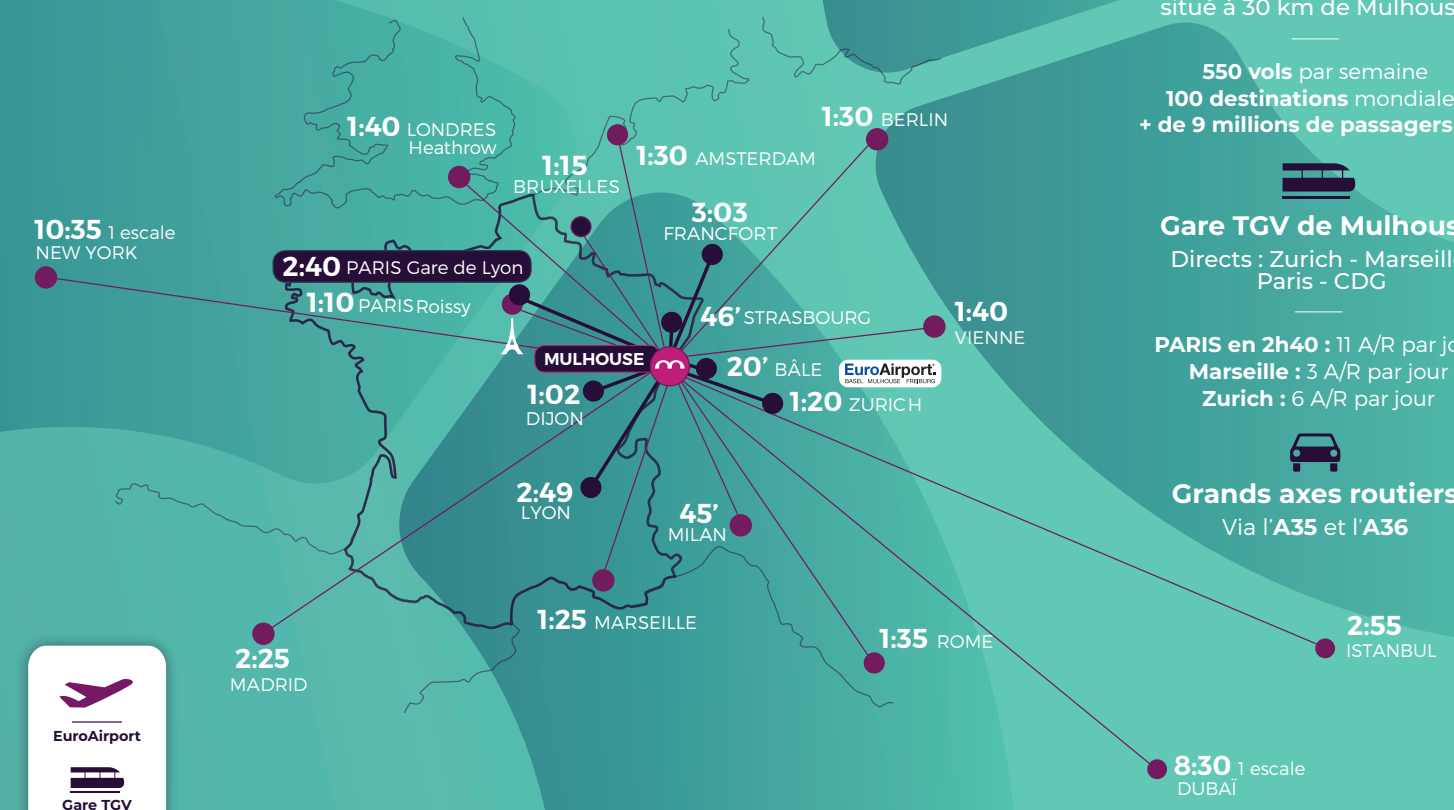 situé à 30 km de Mulhous
550 vols par semaine
100 destinations mondiale
+ de 9 millions de passagers
Gare TGV de Mulhous
Directs : Zurich - Marseill
Paris - CDG
PARIS en 2h40 : 11 A/R par jo
Marseille : 3 A/R par jour
Zurich : 6 A/R par jour
Grands axes routiers
Via l'A35 et l'A36
1:40 LONDRES
Heathrow
1:15
BRUXELLES
1:30 AMSTERDAM
1:30 BERLIN
3:03
FRANCFORT
10:35 1 escale
NEW YORK
2:40 PARIS Gare de Lyon
1:10 PARIS Roissy
46' STRASBOURG
1:40
VIENNE
MULHOUSE
20' BÂLE
EuroAirport
BASEL MULHOUSE FREIBURG
1:02
DIJON
1:20 ZURICH
2:49
LYON
45'
MILAN
1:25 MARSEILLE
1:35 ROME
2:55
ISTANBUL
2:25
MADRID
8:30 1 escale
DUBAÏ
EuroAirport
Gare TGV